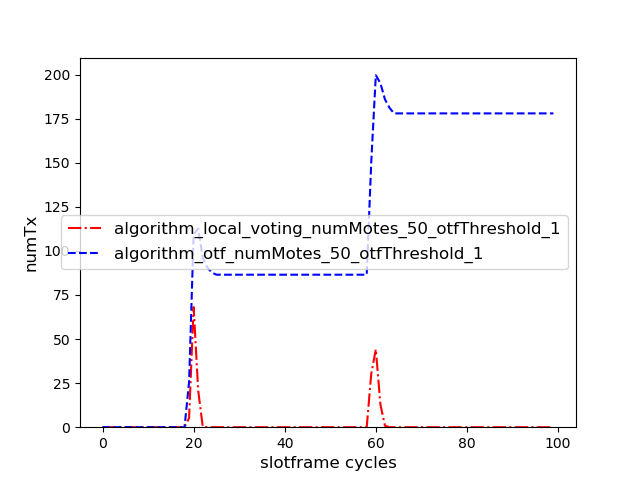 200
175
150
125
100
75
50
25
0
numTx
algorithm_local_voting_numMotes_50_otfThreshold_1
algorithm_otf_numMotes_50_otfThreshold_1
0 20 40 60 80 100
slotframe cycles